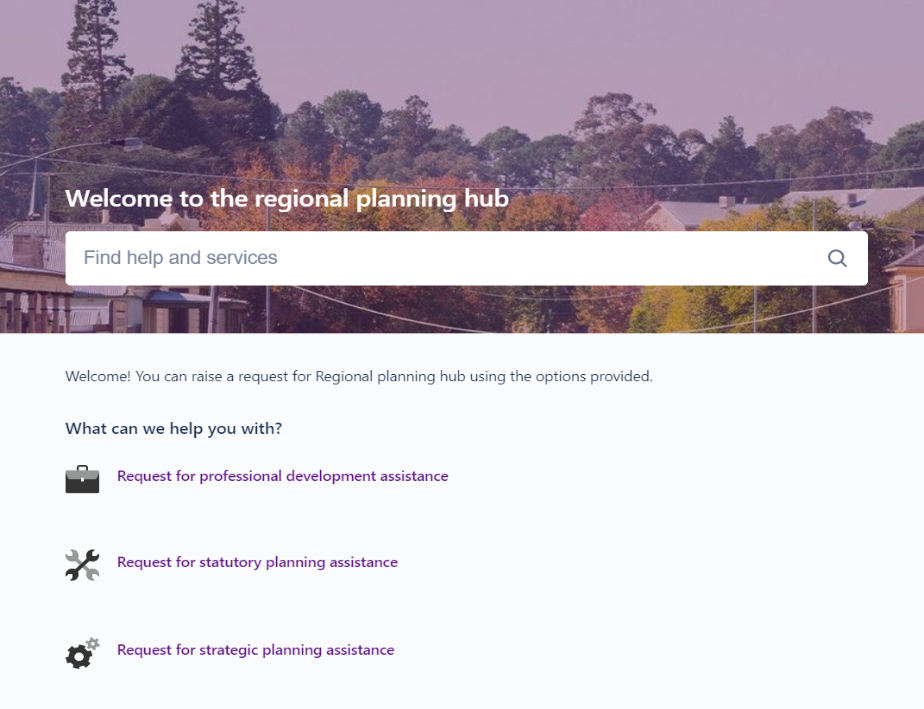 Welcome to the regional planning hub
Find help and services
Welcome! You can raise a request for Regional planning hub using the options provided.
What can we help you with?
Request for professional development assistance
Request for statutory planning assistance
Request for strategic planning assistance